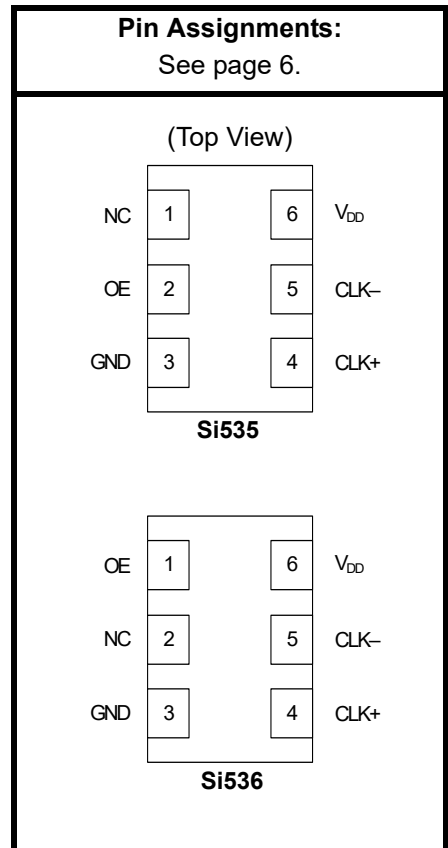 Pin Assignments:
See page 6.
(Top View)
NC 1 6 VDD
OE 2 5 CLK–
GND 3 4 CLK+
Si535
OE 1 6 VDD
NC 2 5 CLK–
GND 3 4 CLK+
Si536